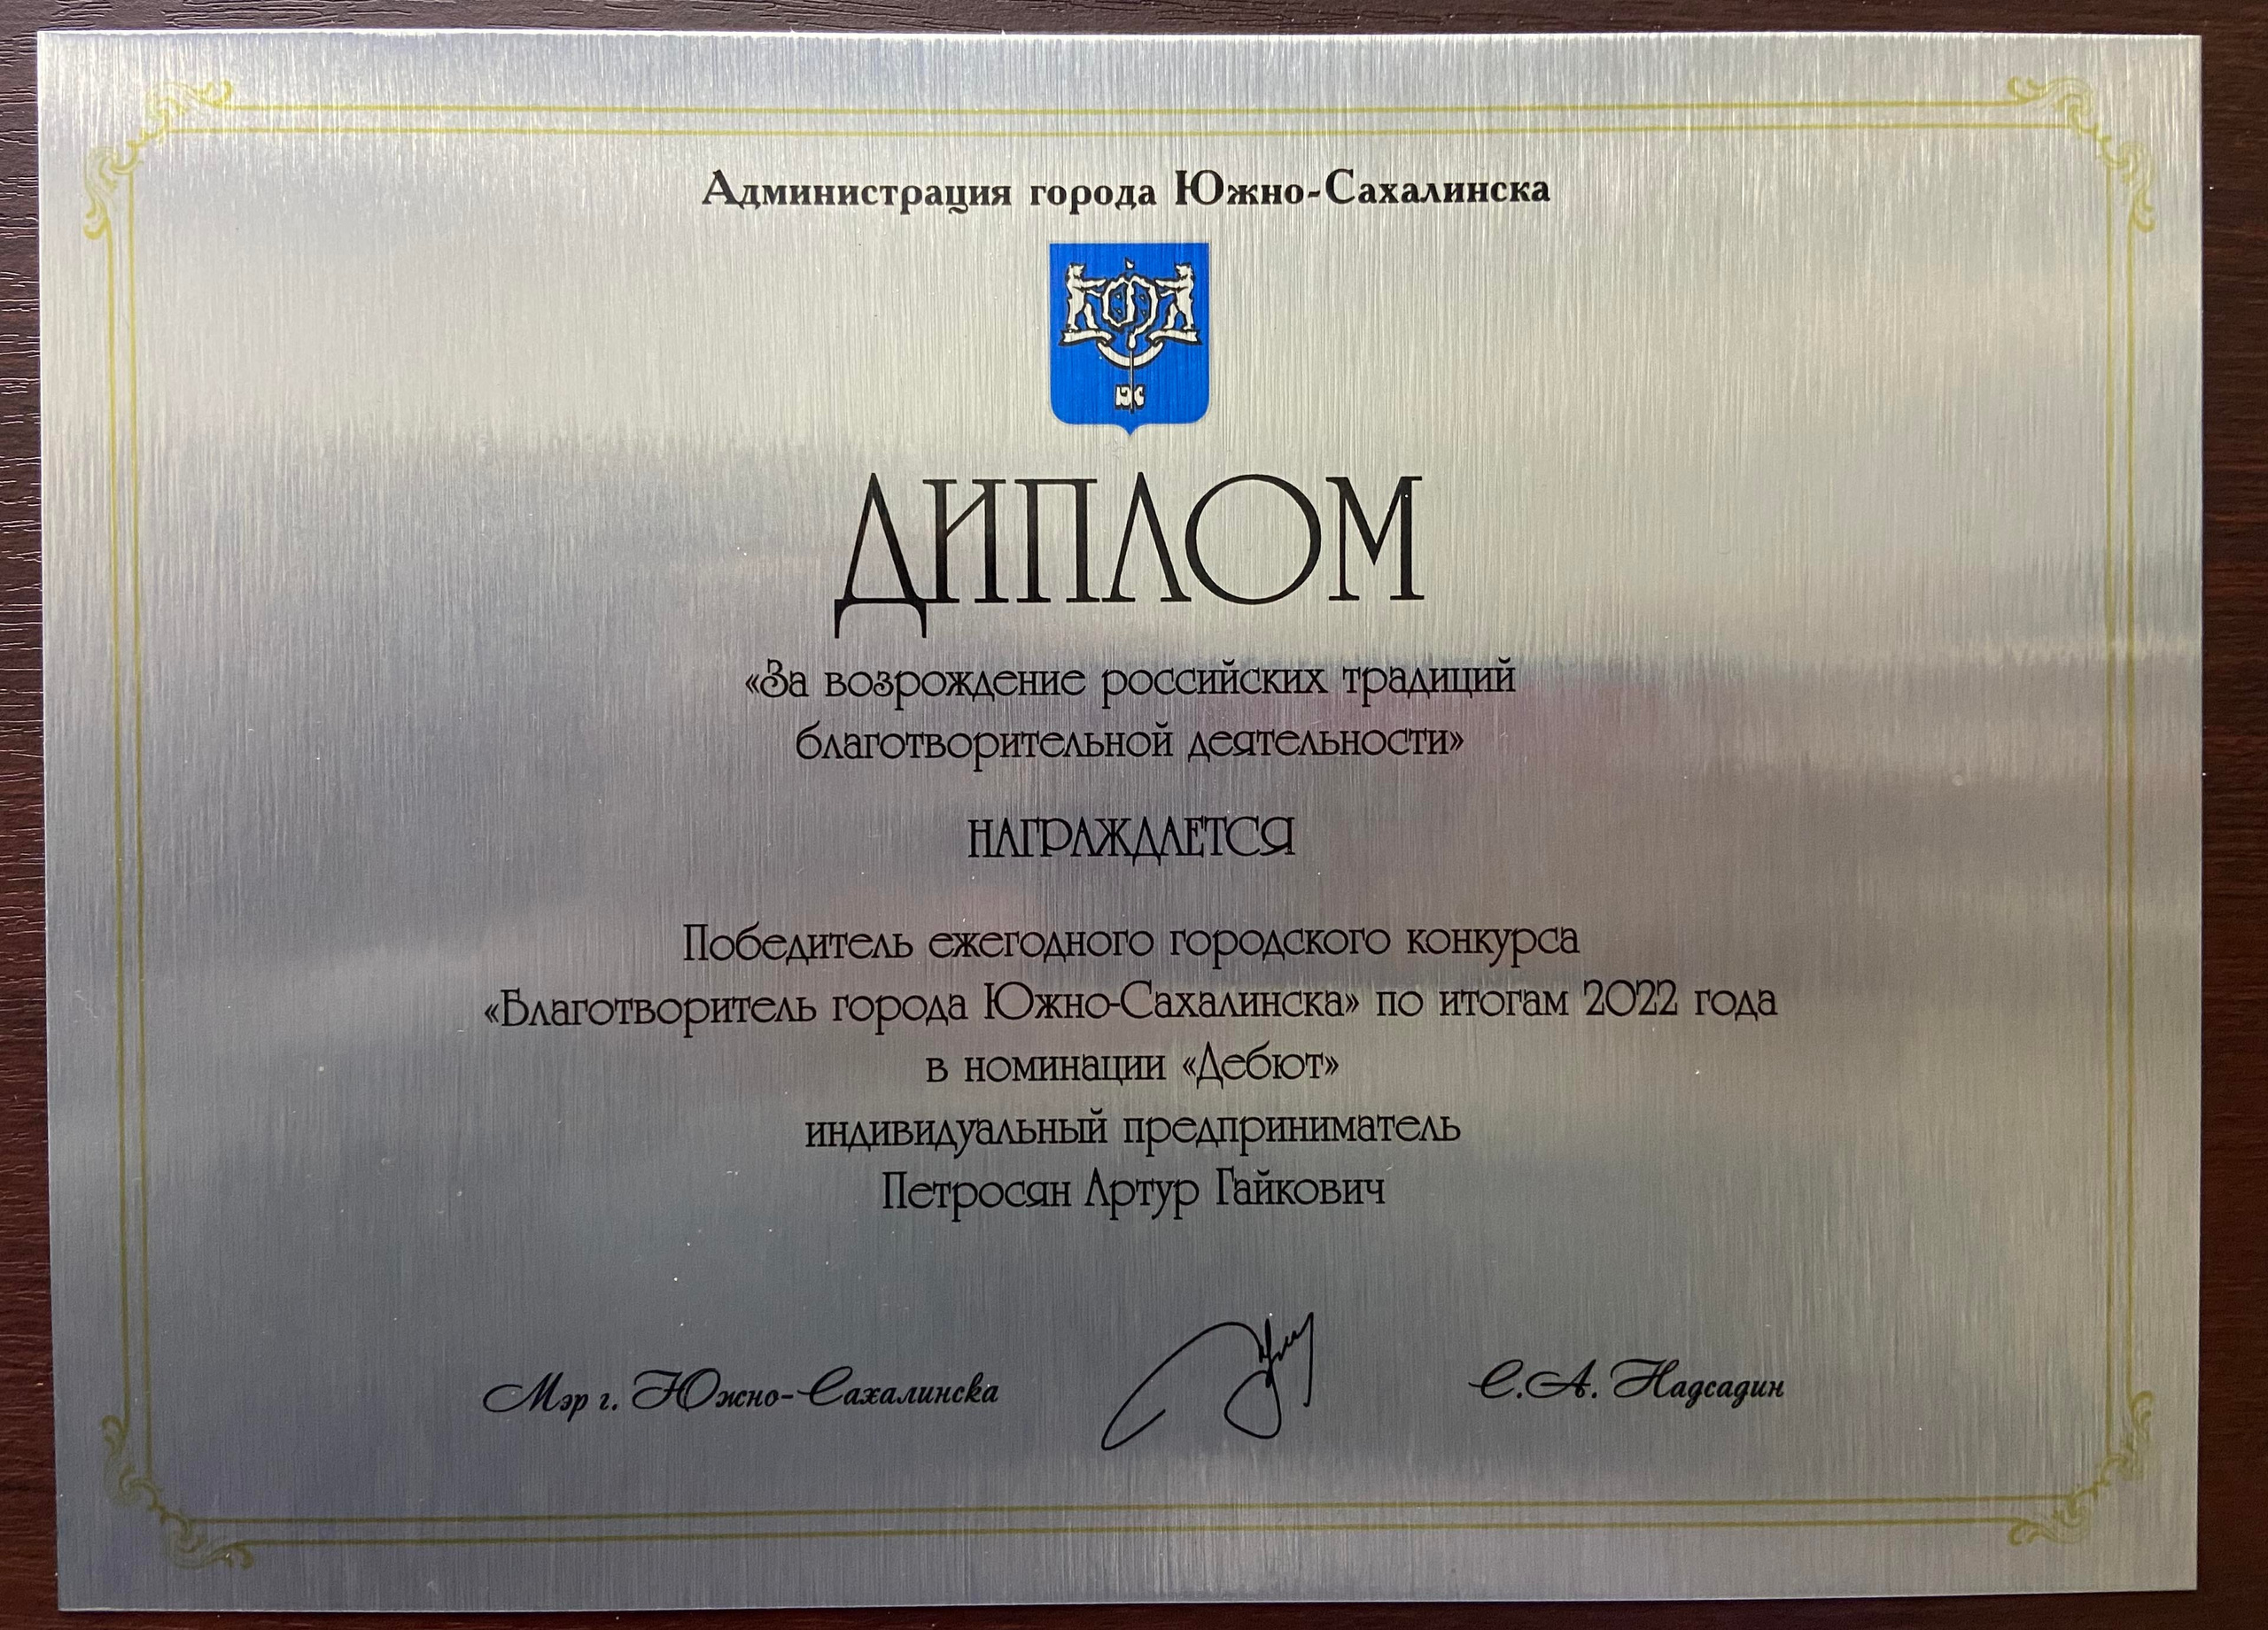 Администрация города Южно-Сахалинска
ЮС
ДИПЛОМ
«За возрождение российских традиций
благотворительной деятельности»
НАГРАЖДАЕТСЯ
Победитель ежегодного городского конкурса
«Благотворитель города Южно-Сахалинска» по итогам 2022 года
в номинации «Дебют»
индивидуальный предприниматель
Петросян Артур Гайкович
Мэр г. Южно-Сахалинска С.А. Надсадин